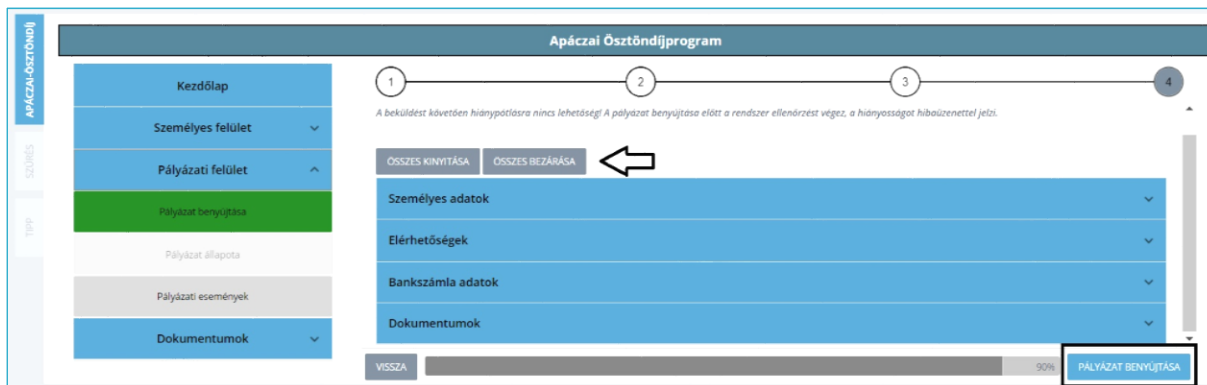 APÁCZAI-ÖSZTÖNDÍJ
SZŰRÉS
TIPP
Apáczai Ösztöndíjprogram
Kezdőlap
Személyes felület
Pályázati felület
Pályázat benyújtása
Pályázat állapota
Pályázati események
Dokumentumok
1
2
3
4
A beküldést követően hiánypótlásra nincs lehetőség! A pályázat benyújtása előtt a rendszer ellenőrzést végez, a hiányosságot hibaüzenettel jelzi.
ÖSSZES KINYITÁSA
ÖSSZES BEZÁRÁSA
Személyes adatok
Elérhetőségek
Bankszámla adatok
Dokumentumok
VISSZA
90%
PÁLYÁZAT BENYÚJTÁSA